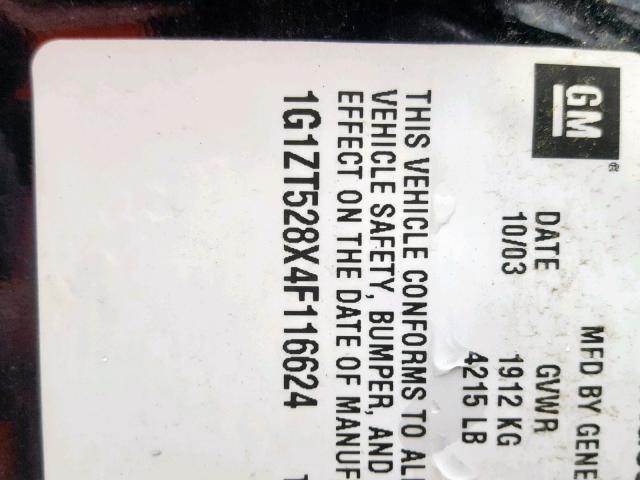 GM
MFD BY GENE
DATE GVWR
10/03 1912 KG
4215 LB
THIS VEHICLE CONFORMS TO AL
VEHICLE SAFETY, BUMPER, AND
EFFECT ON THE DATE OF MANUF
1G1ZT528X4F116624